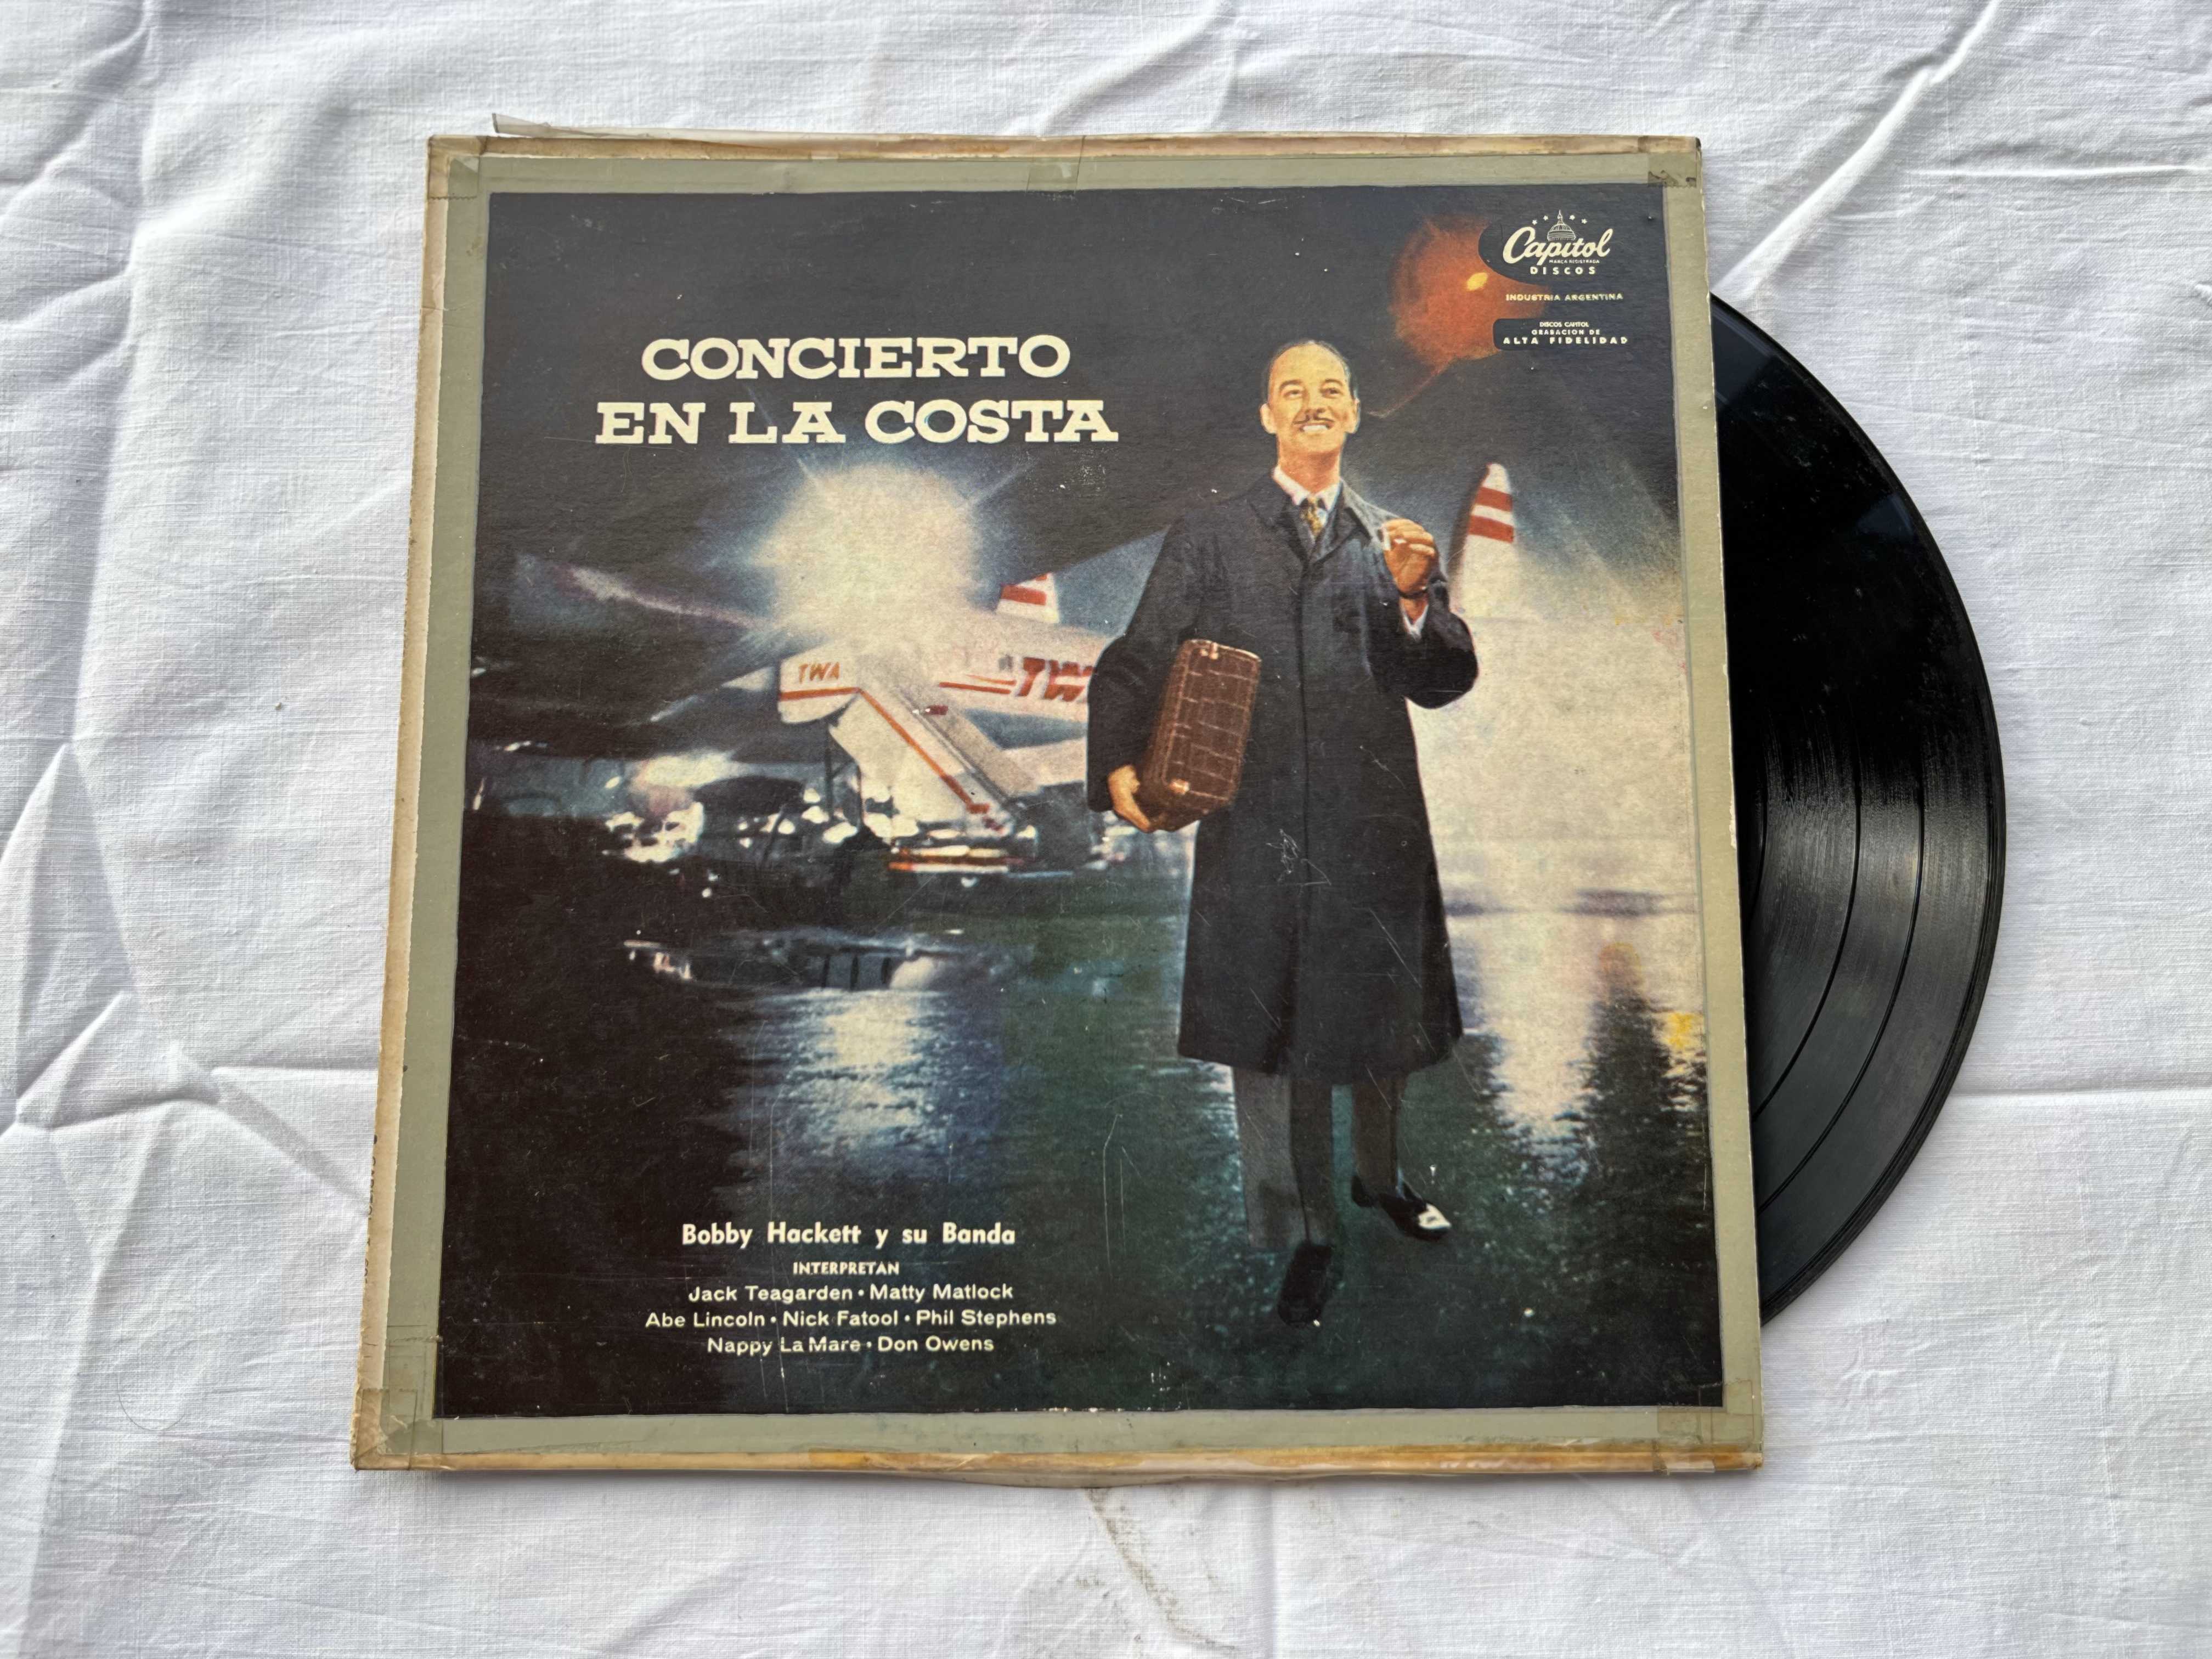 CONCIERTO
EN LA COSTA
Capitol
MARCA REGISTRADA
DISCOS
INDUSTRIA ARGENTINA
DISCOS CAPITOL
GRABACION DE
ALTA FIDELIDAD
TWA
TW
Bobby Hackett y su Banda
INTERPRETAN
Jack Teagarden • Matty Matlock
Abe Lincoln • Nick Fatool • Phil Stephens
Nappy La Mare • Don Owens